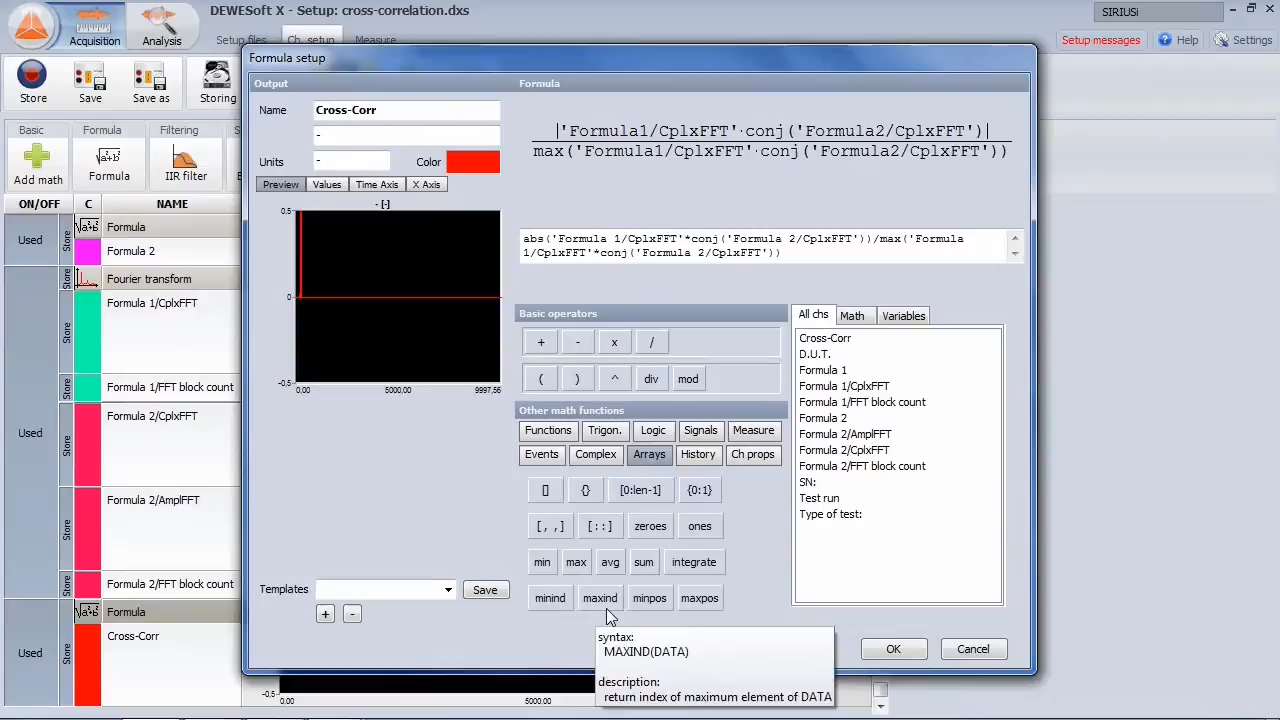 DEWESoft X - Setup: cross-correlation.dxs
SIRIUSi
Acquisition
Analysis
Setup files
Ch. setup
Measure
Setup messages
Help
Settings
Store
Save
Save as
Storing
Basic
Formula
Filtering
Add math
Formula
IIR filter
ON/OFF
C
NAME
Used
Store
Formula
Formula 2
Used
Store
Fourier transform
Store
Formula 1/CplxFFT
Store
Formula 1/FFT block count
Store
Formula 2/CplxFFT
Store
Formula 2/AmplFFT
Store
Formula 2/FFT block count
Used
Store
Formula
Cross-Corr
-0.5
0.00
5000.00
Formula setup
Output
Name
Cross-Corr
-
Units
-
Color
Preview
Values
Time Axis
X Axis
- [-]
0.5
0
-0.5
0.00
5000.00
9997,56
Templates
Save
+
-
Formula
|'Formula1/CplxFFT'·conj('Formula2/CplxFFT')|
max('Formula1/CplxFFT'·conj('Formula2/CplxFFT'))
abs('Formula 1/CplxFFT'*conj('Formula 2/CplxFFT'))/max('Formula
1/CplxFFT'*conj('Formula 2/CplxFFT'))
Basic operators
+
-
x
/
(
)
^
div
mod
Other math functions
Functions
Trigon.
Logic
Signals
Measure
Events
Complex
Arrays
History
Ch props
[]
{}
[0:len-1]
{0:1}
[,,]
[::]
zeroes
ones
min
max
avg
sum
integrate
minind
maxind
minpos
maxpos
syntax:
MAXIND(DATA)
description:
return index of maximum element of DATA
All chs
Math
Variables
Cross-Corr
D.U.T.
Formula 1
Formula 1/CplxFFT
Formula 1/FFT block count
Formula 2
Formula 2/AmplFFT
Formula 2/CplxFFT
Formula 2/FFT block count
SN:
Test run
Type of test:
OK
Cancel